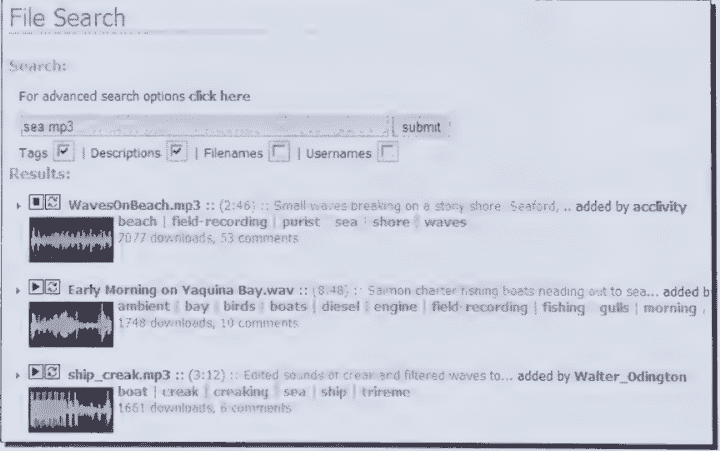 File Search
Search:
For advanced search options click here
sea mp3 submit
Tags | Descriptions | Filenames | Usernames
Results:
WavesOnBeach.mp3 :: (2:46) :: Small waves breaking on a stony shore. Seaford, .. added by acclivity
beach | field-recording | purist | sea | shore | waves
7077 downloads, 53 comments
Early Morning on Yaquina Bay.wav :: (8:48) :: Salmon charter fishing boats heading out to sea... added b
ambient | bay | birds | boats | diesel | engine | field-recording | fishing | gulls | morning
1748 downloads, 10 comments
ship_creak.mp3 :: (3:12) :: Edited sounds of creak and filtered waves to... added by Walter_Odington
boat | creak | creaking | sea | ship | trireme
1661 downloads, 6 comments